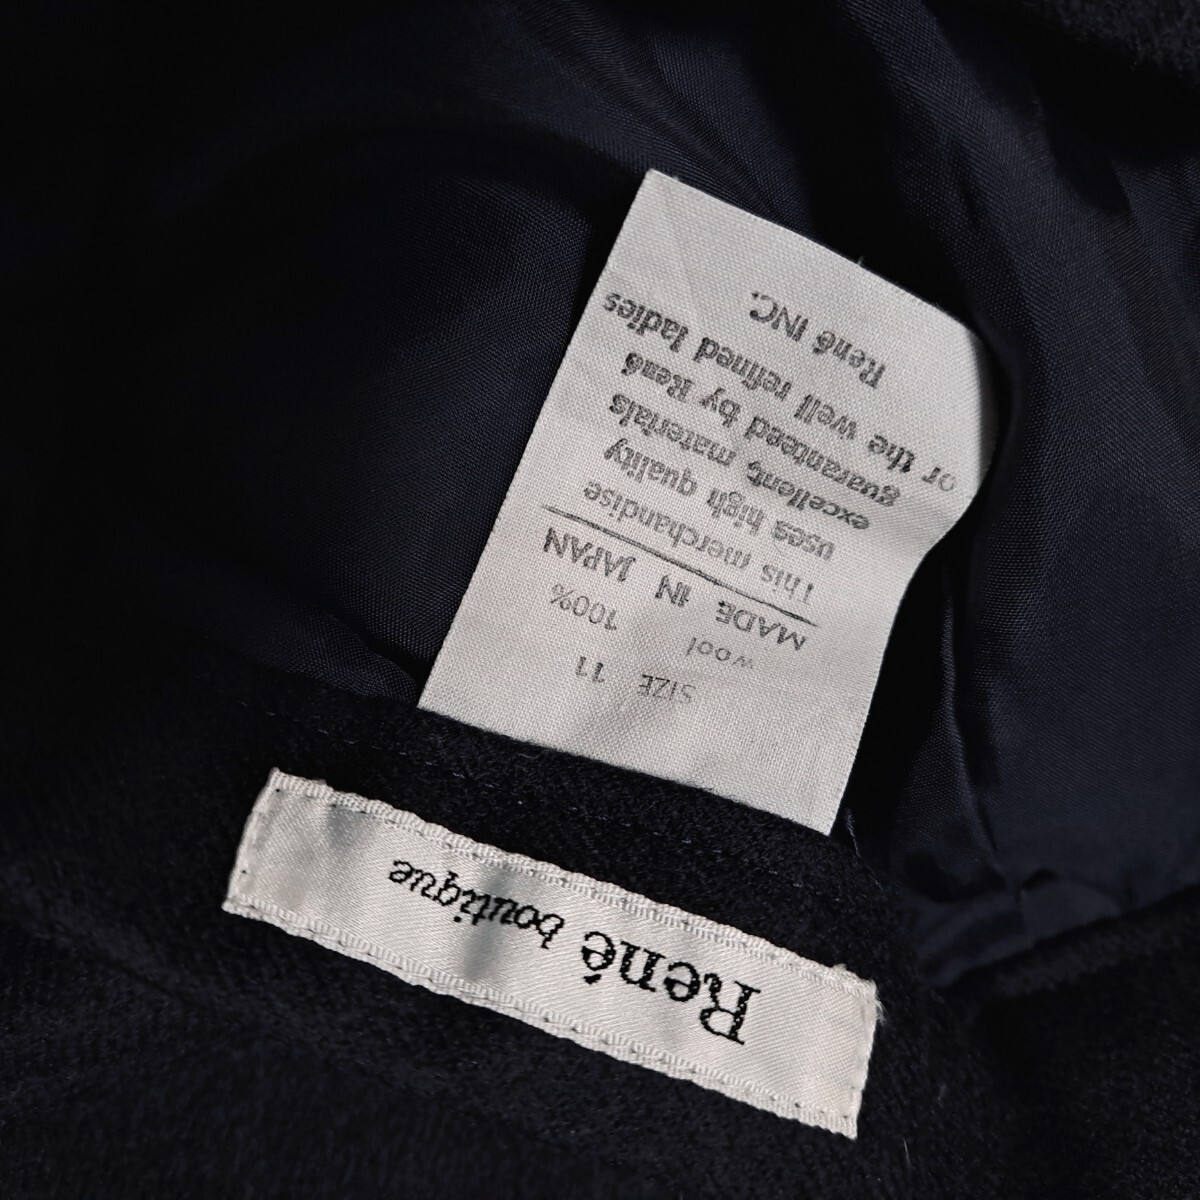 René boutique
SIZE 11
wool 100%
MADE IN JAPAN
This merchandise
uses high quality
excellent, materials
guaranteed by René
or the well refined ladies
René INC.